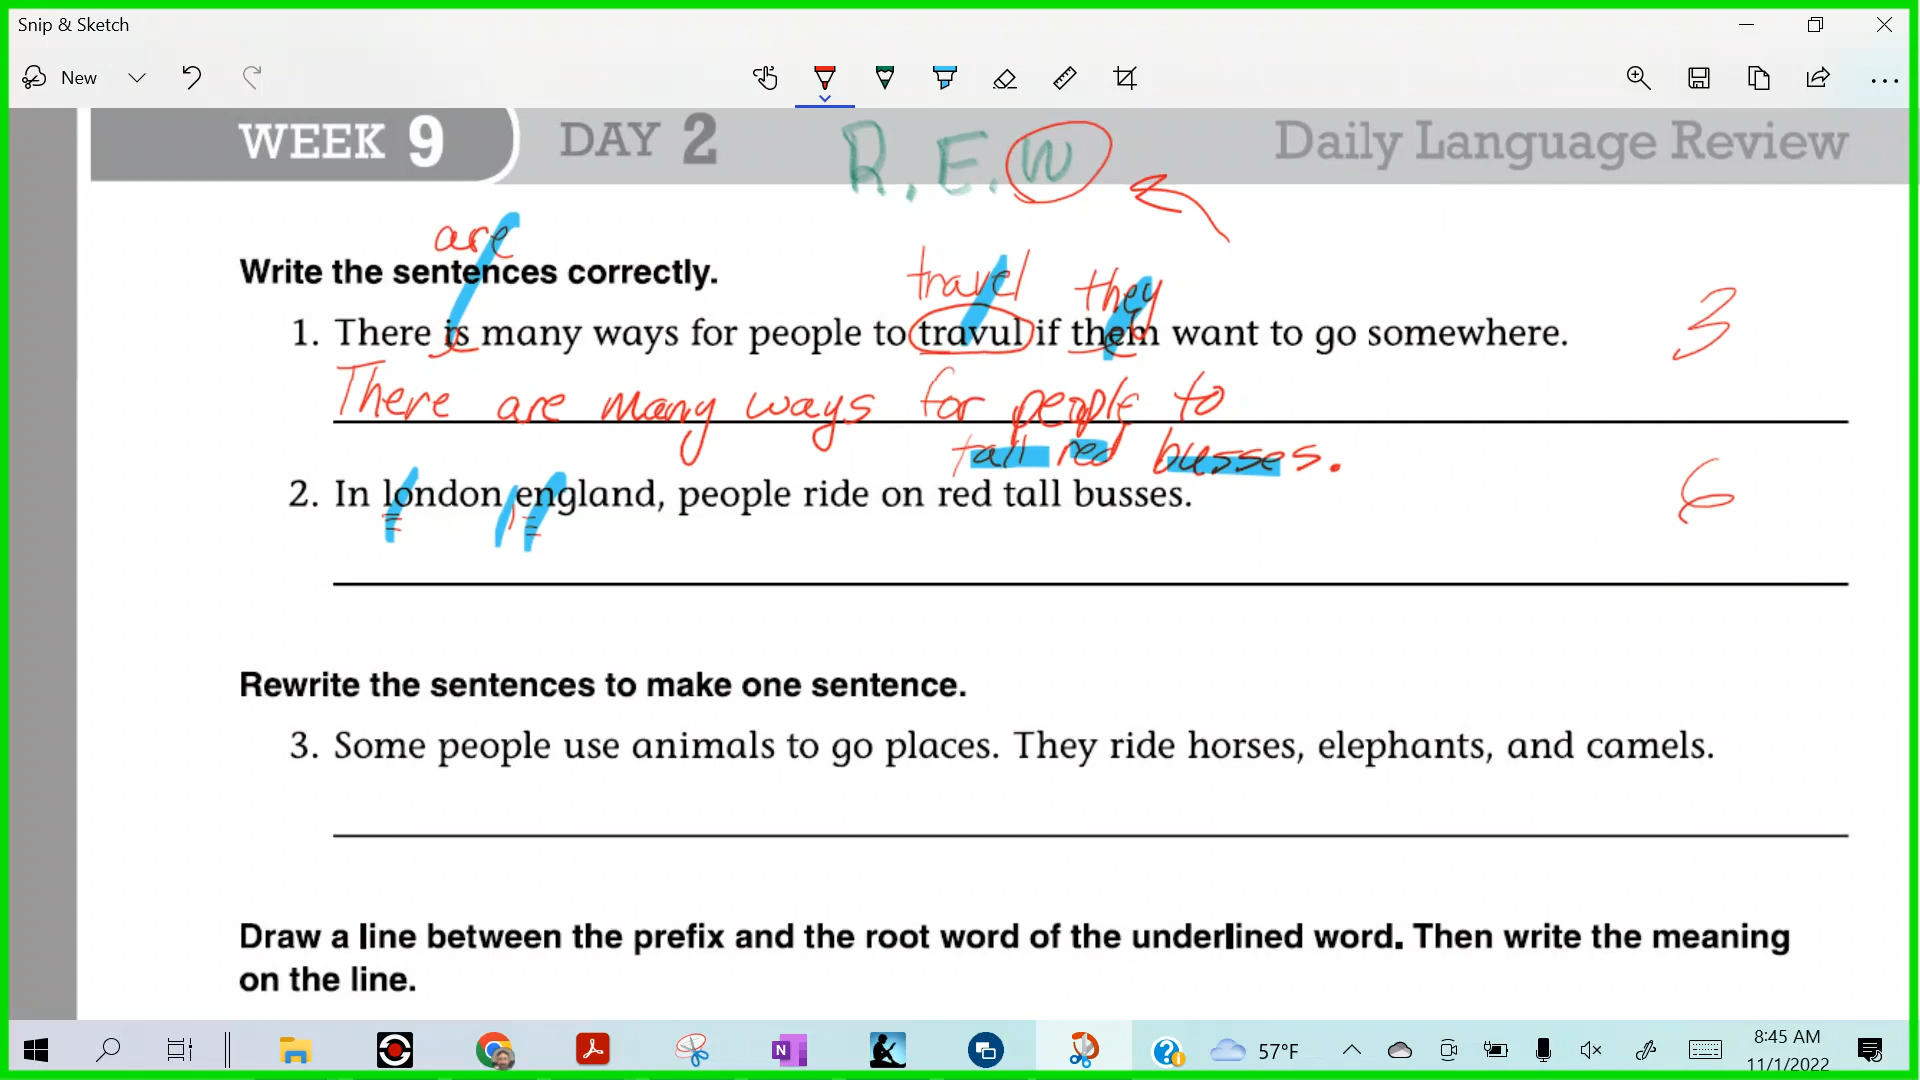 Snip & Sketch
New
WEEK 9 DAY 2 R.E.W Daily Language Review
are
Write the sentences correctly.
travel they
1. There is many ways for people to travul if them want to go somewhere. 3
There are many ways for people to
tall red busses.
2. In london england, people ride on red tall busses. 6
Rewrite the sentences to make one sentence.
3. Some people use animals to go places. They ride horses, elephants, and camels.
Draw a line between the prefix and the root word of the underlined word. Then write the meaning
on the line.
57°F
8:45 AM
11/1/2022